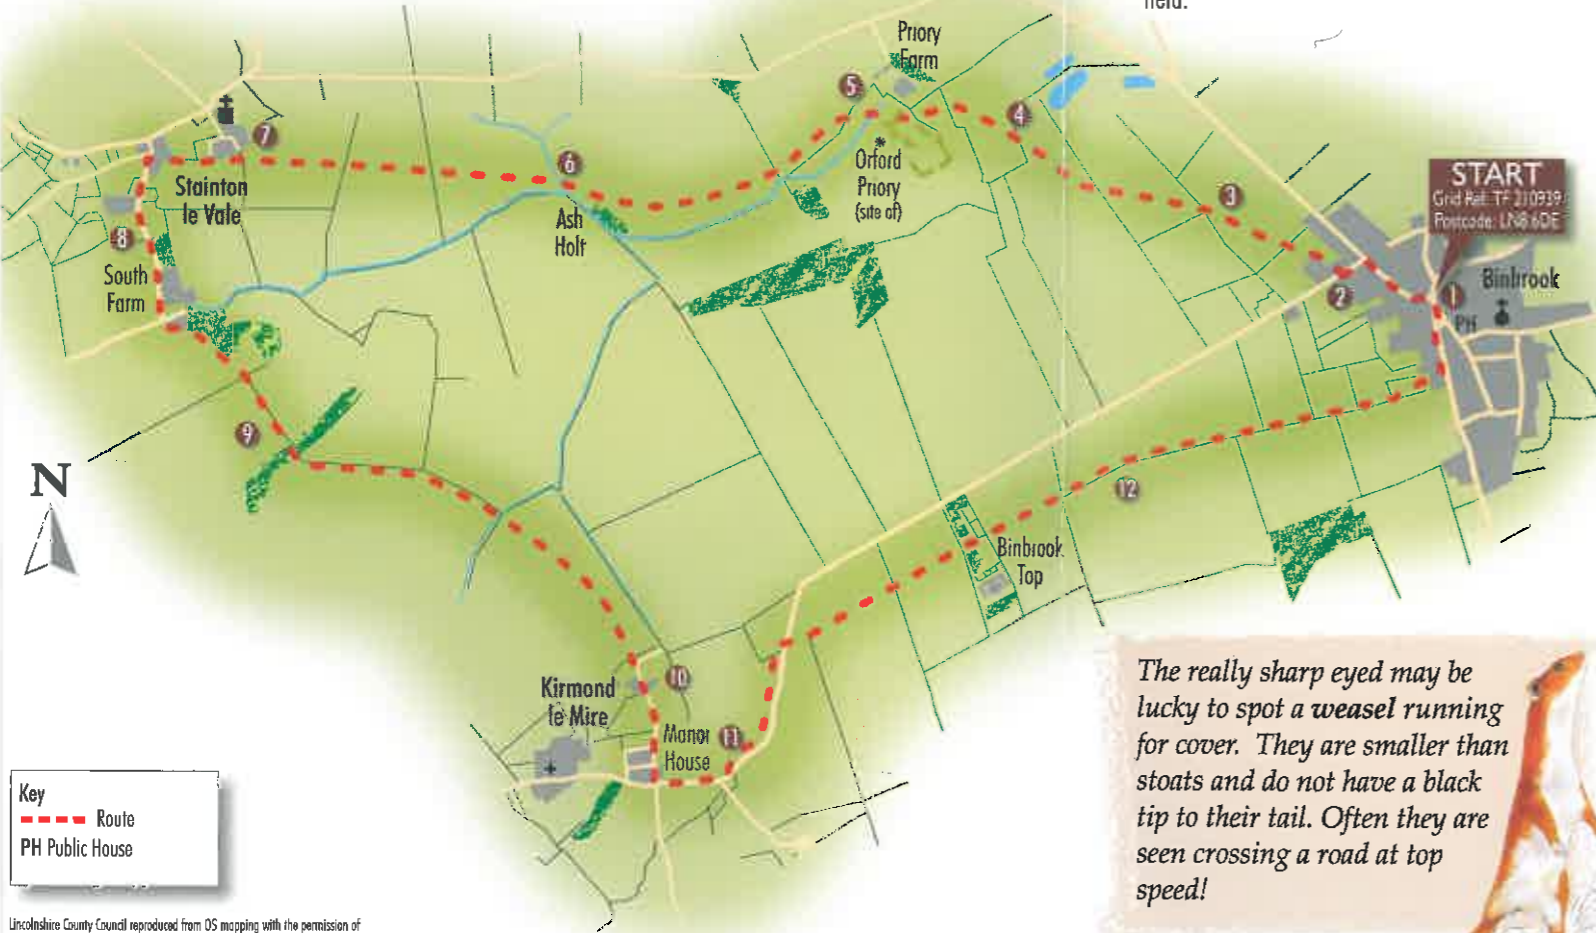 field.
Priory
Farm
5
4
7
6
Orford
Priory
(site of)
3
START
Grid Ref: TF 210939
Postcode: LN8 6DE
Stainton
le Vale
Ash
Holt
8
South
Farm
2
1
Binbrook
PH
9
N
12
Binbrook
Top
10
Kirmond
le Mire
Manor
House
11
Key
Route
PH Public House
The really sharp eyed may be
lucky to spot a weasel running
for cover. They are smaller than
stoats and do not have a black
tip to their tail. Often they are
seen crossing a road at top
speed!
Lincolnshire County Council reproduced from OS mapping with the permission of